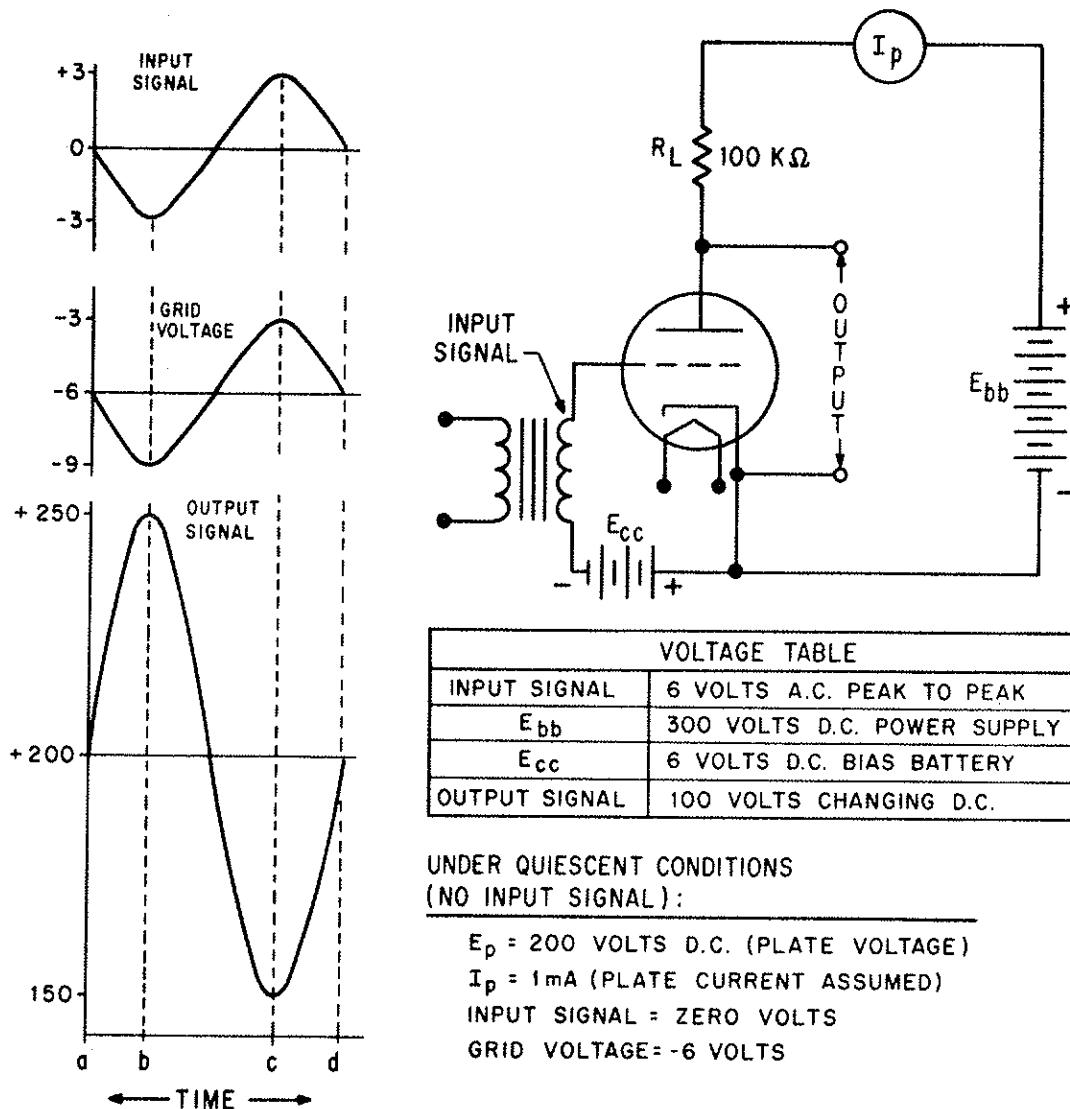 INPUT
SIGNAL
+3
0
-3
GRID
VOLTAGE
-3
-6
-9
OUTPUT
SIGNAL
+250
+200
150
a b c d
TIME
Ip
RL 100 KΩ
INPUT
SIGNAL
OUTPUT
+
Ebb
-
Ecc
- +
VOLTAGE TABLE
INPUT SIGNAL 6 VOLTS A.C. PEAK TO PEAK
Ebb 300 VOLTS D.C. POWER SUPPLY
Ecc 6 VOLTS D.C. BIAS BATTERY
OUTPUT SIGNAL 100 VOLTS CHANGING D.C.
UNDER QUIESCENT CONDITIONS
(NO INPUT SIGNAL):
Ep = 200 VOLTS D.C. (PLATE VOLTAGE)
Ip = 1mA (PLATE CURRENT ASSUMED)
INPUT SIGNAL = ZERO VOLTS
GRID VOLTAGE = -6 VOLTS